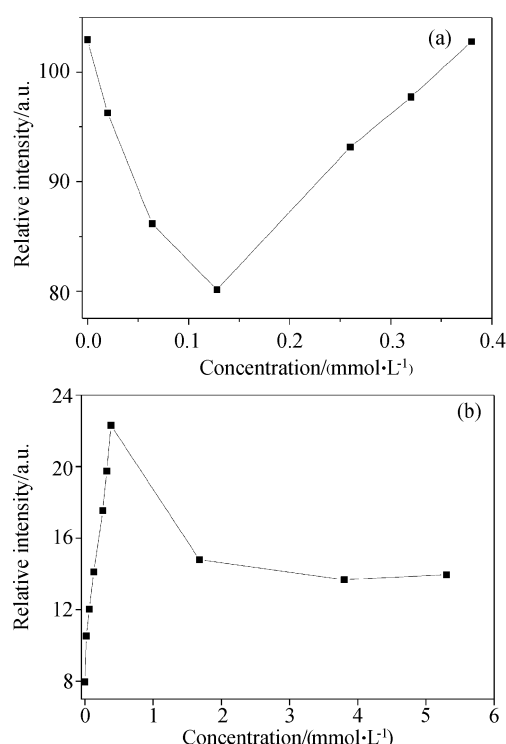 (a)
Relative intensity/a.u.
100
90
80
0.0 0.1 0.2 0.3 0.4
Concentration/(mmol·L⁻¹)
(b)
Relative intensity/a.u.
24
20
16
12
8
0 1 2 3 4 5 6
Concentration/(mmol·L⁻¹)